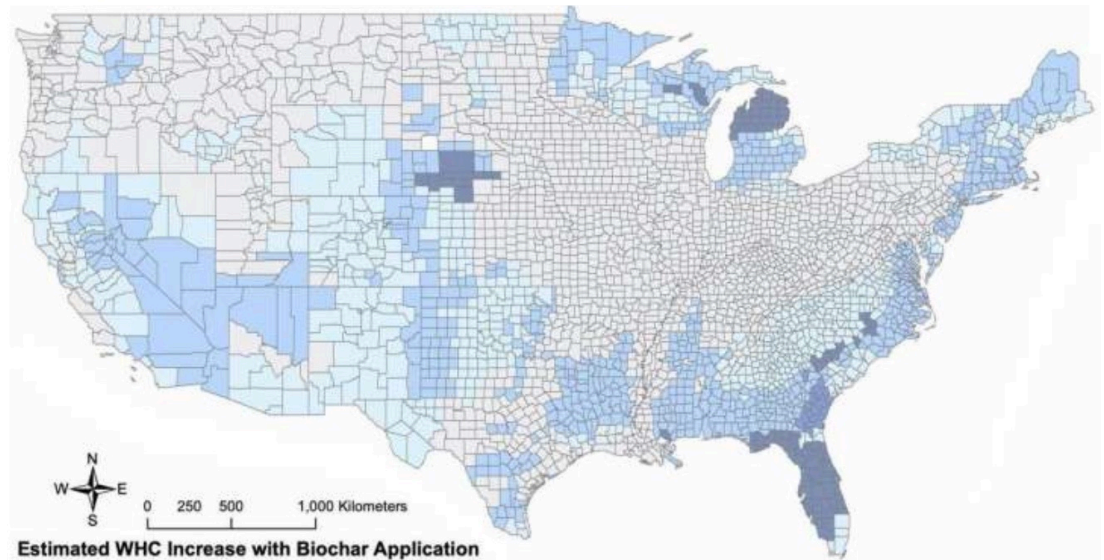 N
W E
S
0 250 500 1,000 Kilometers
Estimated WHC Increase with Biochar Application